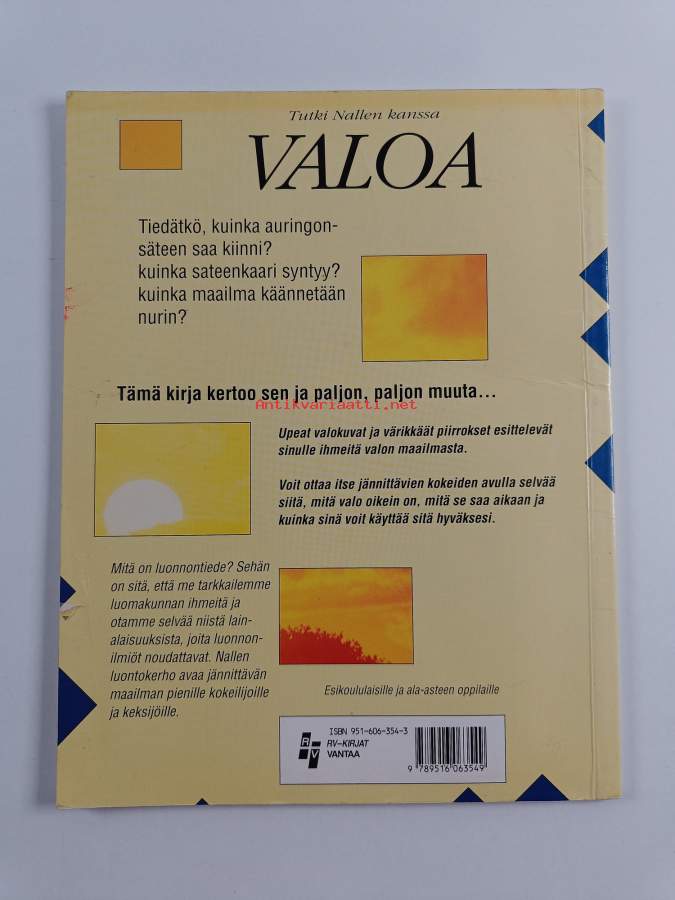 Tutki Nallen kanssa
VALOA
Tiedätkö, kuinka auringon-
säteen saa kiinni?
kuinka sateenkaari syntyy?
kuinka maailma käännetään
nurin?
Tämä kirja kertoo sen ja paljon, paljon muuta...
Antikvariaatti.net
Upeat valokuvat ja värikkäät piirrokset esittelevät
sinulle ihmeitä valon maailmasta.
Voit ottaa itse jännittävien kokeiden avulla selvää
siitä, mitä valo oikein on, mitä se saa aikaan ja
kuinka sinä voit käyttää sitä hyväksesi.
Mitä on luonnontiede? Sehän
on sitä, että me tarkkailemme
luomakunnan ihmeitä ja
otamme selvää niistä lain-
alaisuuksista, joita luonnon-
ilmiöt noudattavat. Nallen
luontokerho avaa jännittävän
maailman pienille kokeilijoille
ja keksijöille.
Esikoululaisille ja ala-asteen oppilaille
ISBN 951-606-354-3
RV
RV-KIRJAT
VANTAA
9 789516 063549